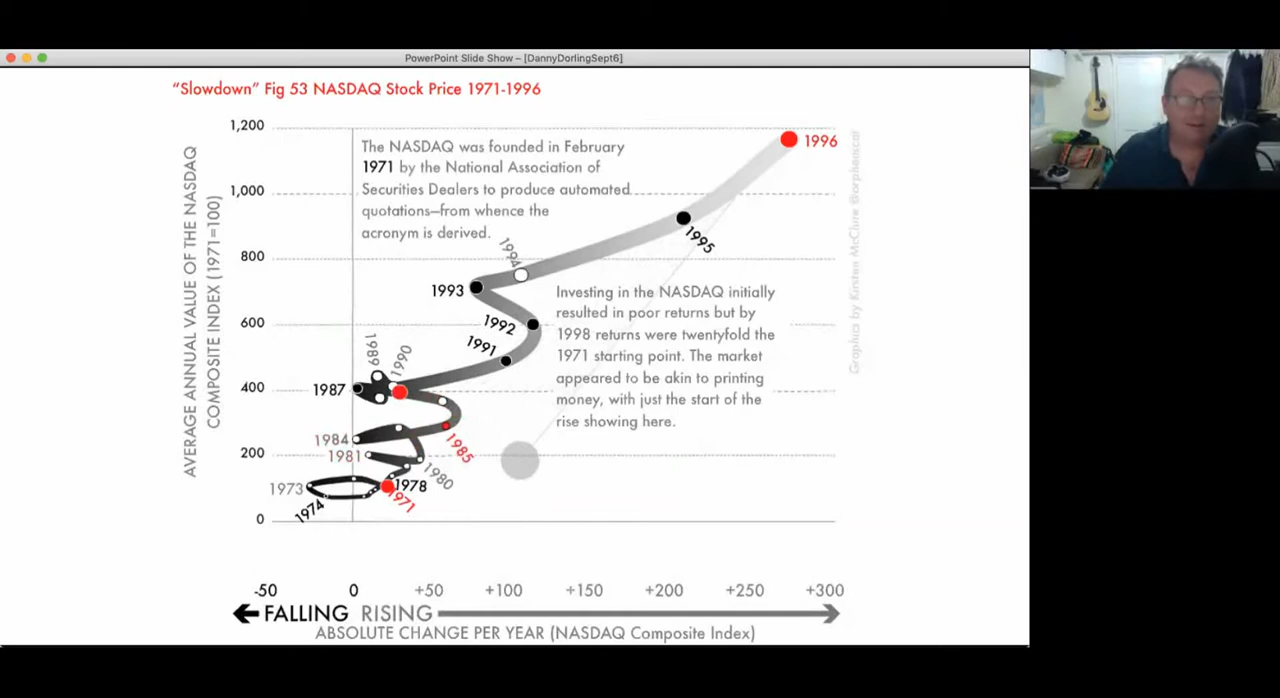 PowerPoint Slide Show – [DannyDorlingSept6]
“Slowdown” Fig 53 NASDAQ Stock Price 1971-1996
AVERAGE ANNUAL VALUE OF THE NASDAQ
COMPOSITE INDEX (1971=100)
1,200
1,000
800
600
400
200
0
The NASDAQ was founded in February
1971 by the National Association of
Securities Dealers to produce automated
quotations—from whence the
acronym is derived.
1996
1995
1994
1993
1992
1991
1990
1989
1987
1985
1984
1981
1980
1978
1971
1973
1974
Investing in the NASDAQ initially
resulted in poor returns but by
1998 returns were twentyfold the
1971 starting point. The market
appeared to be akin to printing
money, with just the start of the
rise showing here.
Graphics by Kirsten McClure @orpheuscat
-50
0
+50
+100
+150
+200
+250
+300
FALLING RISING
ABSOLUTE CHANGE PER YEAR (NASDAQ Composite Index)